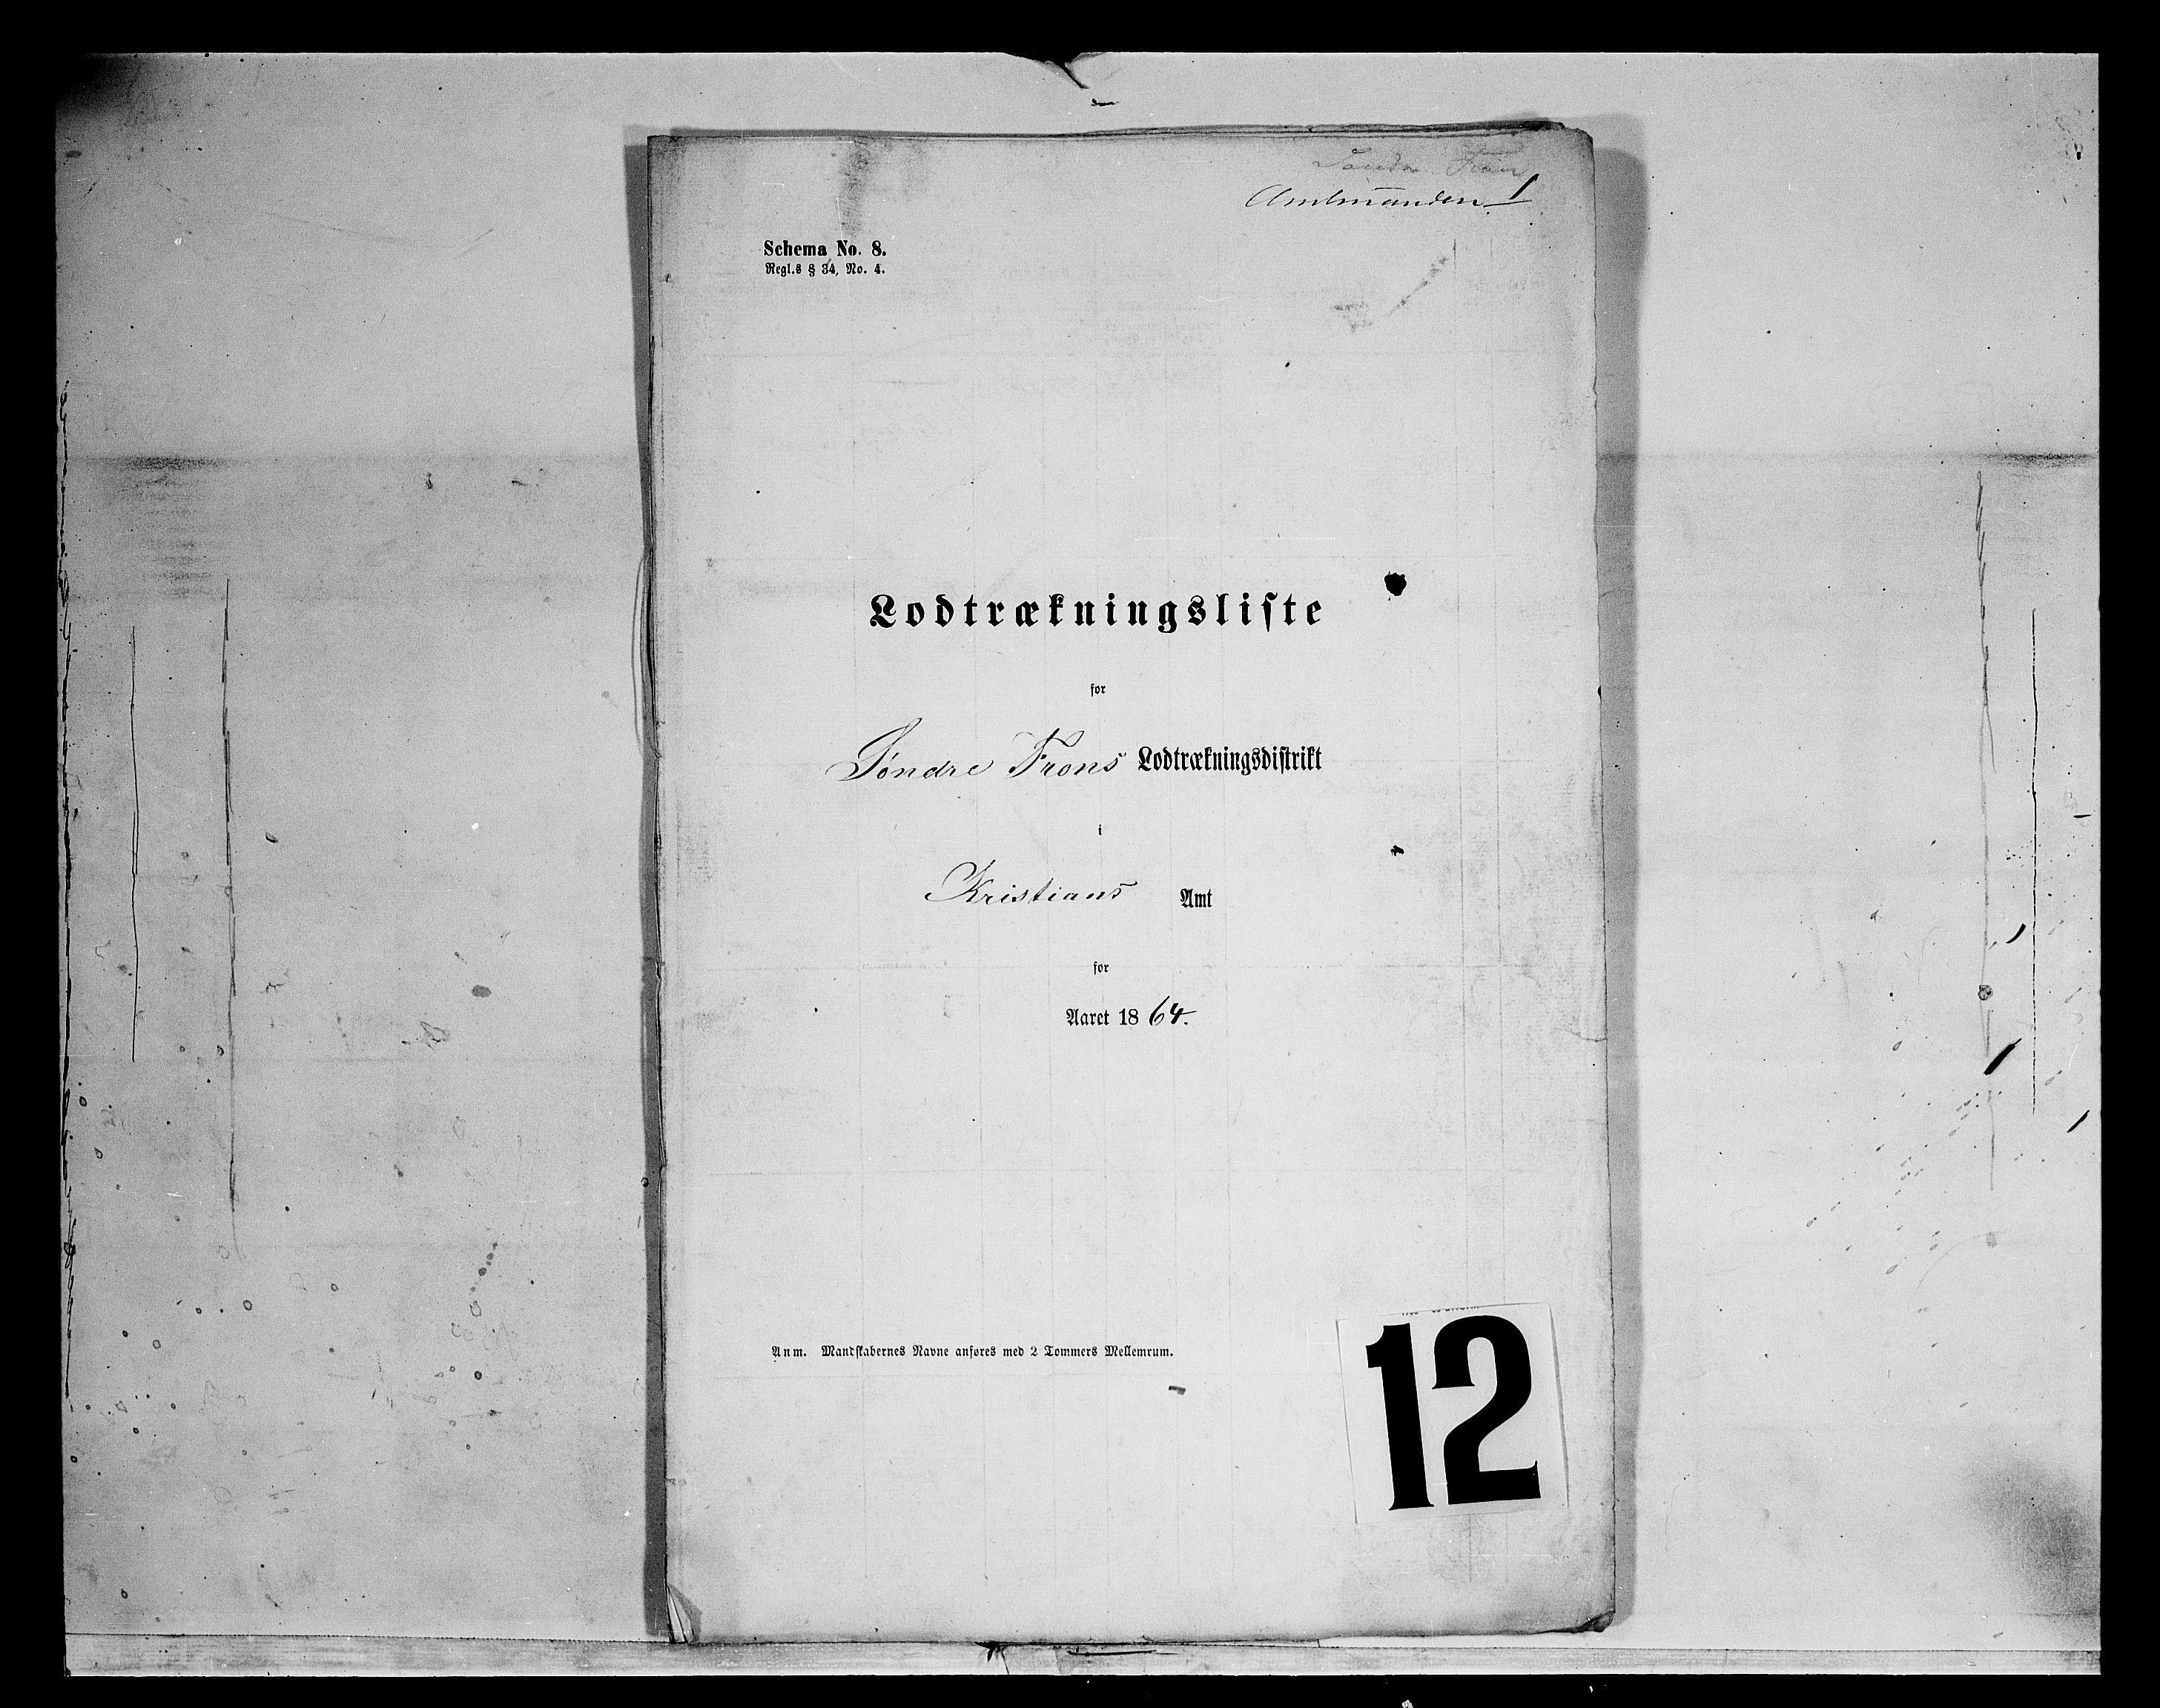 Søndre Fron
Amtmanden 1
Schema No. 8.
Regl.s § 34, No. 4.
Lodtrækningsliste
for
Søndre Frons Lodtrækningsdistrikt
i
Kristians Amt
for
Aaret 1864.
Anm. Mandskabernes Navne anføres med 2 Tommers Mellemrum.
12